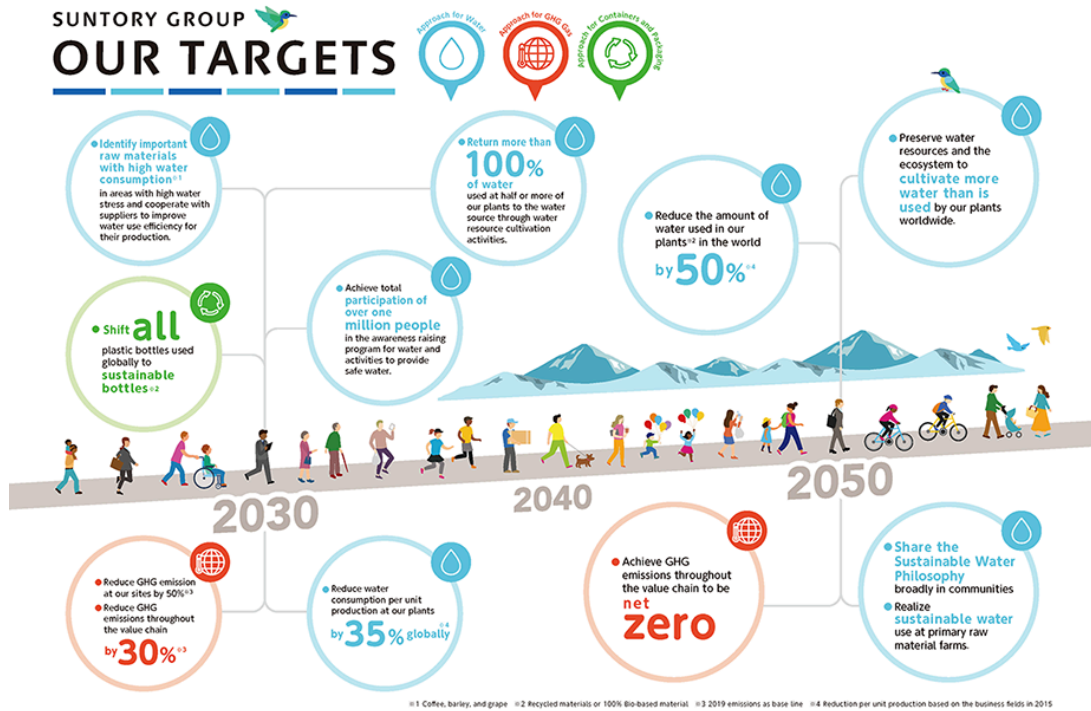 SUNTORY GROUP
OUR TARGETS
Approach for Water
Approach for GHG Gas
Approach for Containers and Packaging
Identify important
raw materials
with high water
consumption※1
in areas with high water
stress and cooperate with
suppliers to improve
water use efficiency for
their production.
Return more than
100%
of water
used at half or more of
our plants to the water
source through water
resource cultivation
activities.
Reduce the amount of
water used in our
plants※2 in the world
by 50%※4
Preserve water
resources and the
ecosystem to
cultivate more
water than is
used by our plants
worldwide.
Shift all
plastic bottles used
globally to
sustainable
bottles※2
Achieve total
participation of
over one
million people
in the awareness raising
program for water and
activities to provide
safe water.
2030
2040
2050
Reduce GHG emission
at our sites by 50%※3
Reduce GHG
emissions throughout
the value chain
by 30%※3
Reduce water
consumption per unit
production at our plants
by 35% globally※4
Achieve GHG
emissions throughout
the value chain to be
net
zero
Share the
Sustainable Water
Philosophy
broadly in communities
Realize
sustainable water
use at primary raw
material farms.
※1 Coffee, barley, and grape ※2 Recycled materials or 100% Bio-based material ※3 2019 emissions as base line ※4 Reduction per unit production based on the business fields in 2015